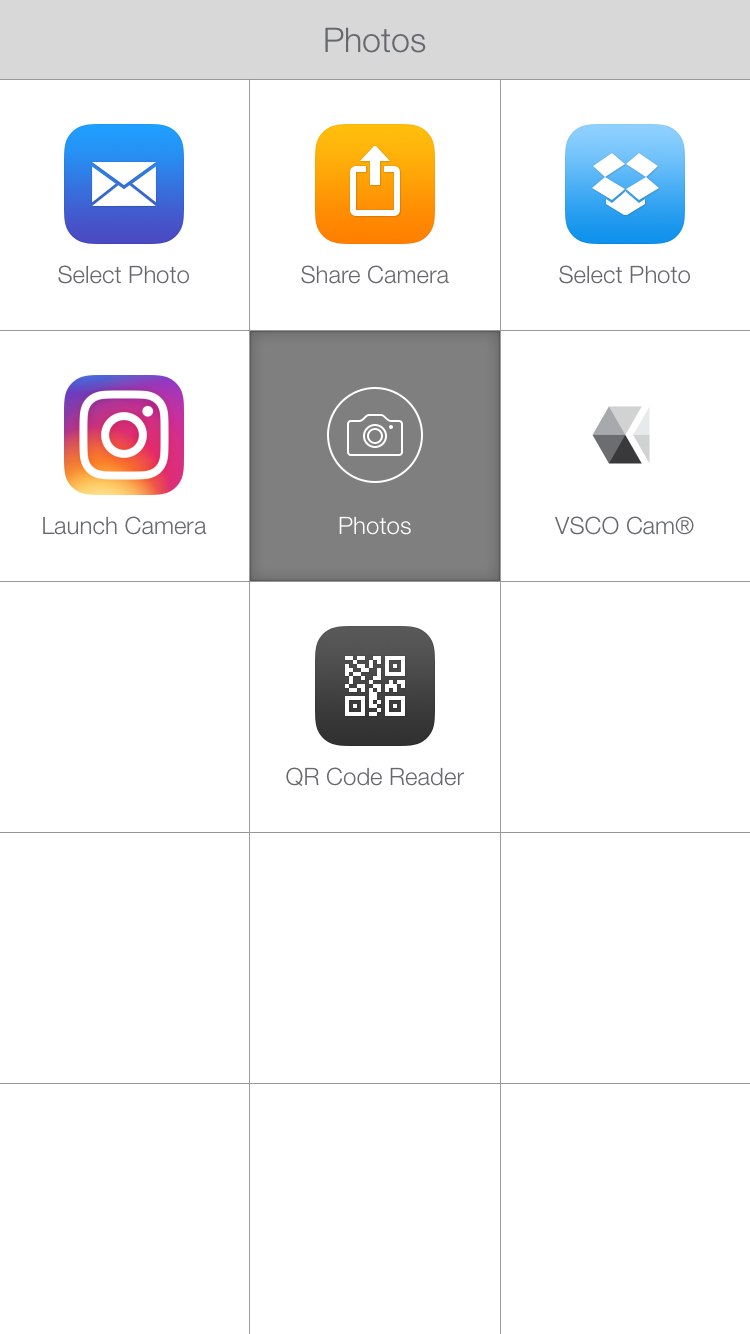 Photos
Select Photo
Share Camera
Select Photo
Launch Camera
Photos
VSCO Cam®
QR Code Reader